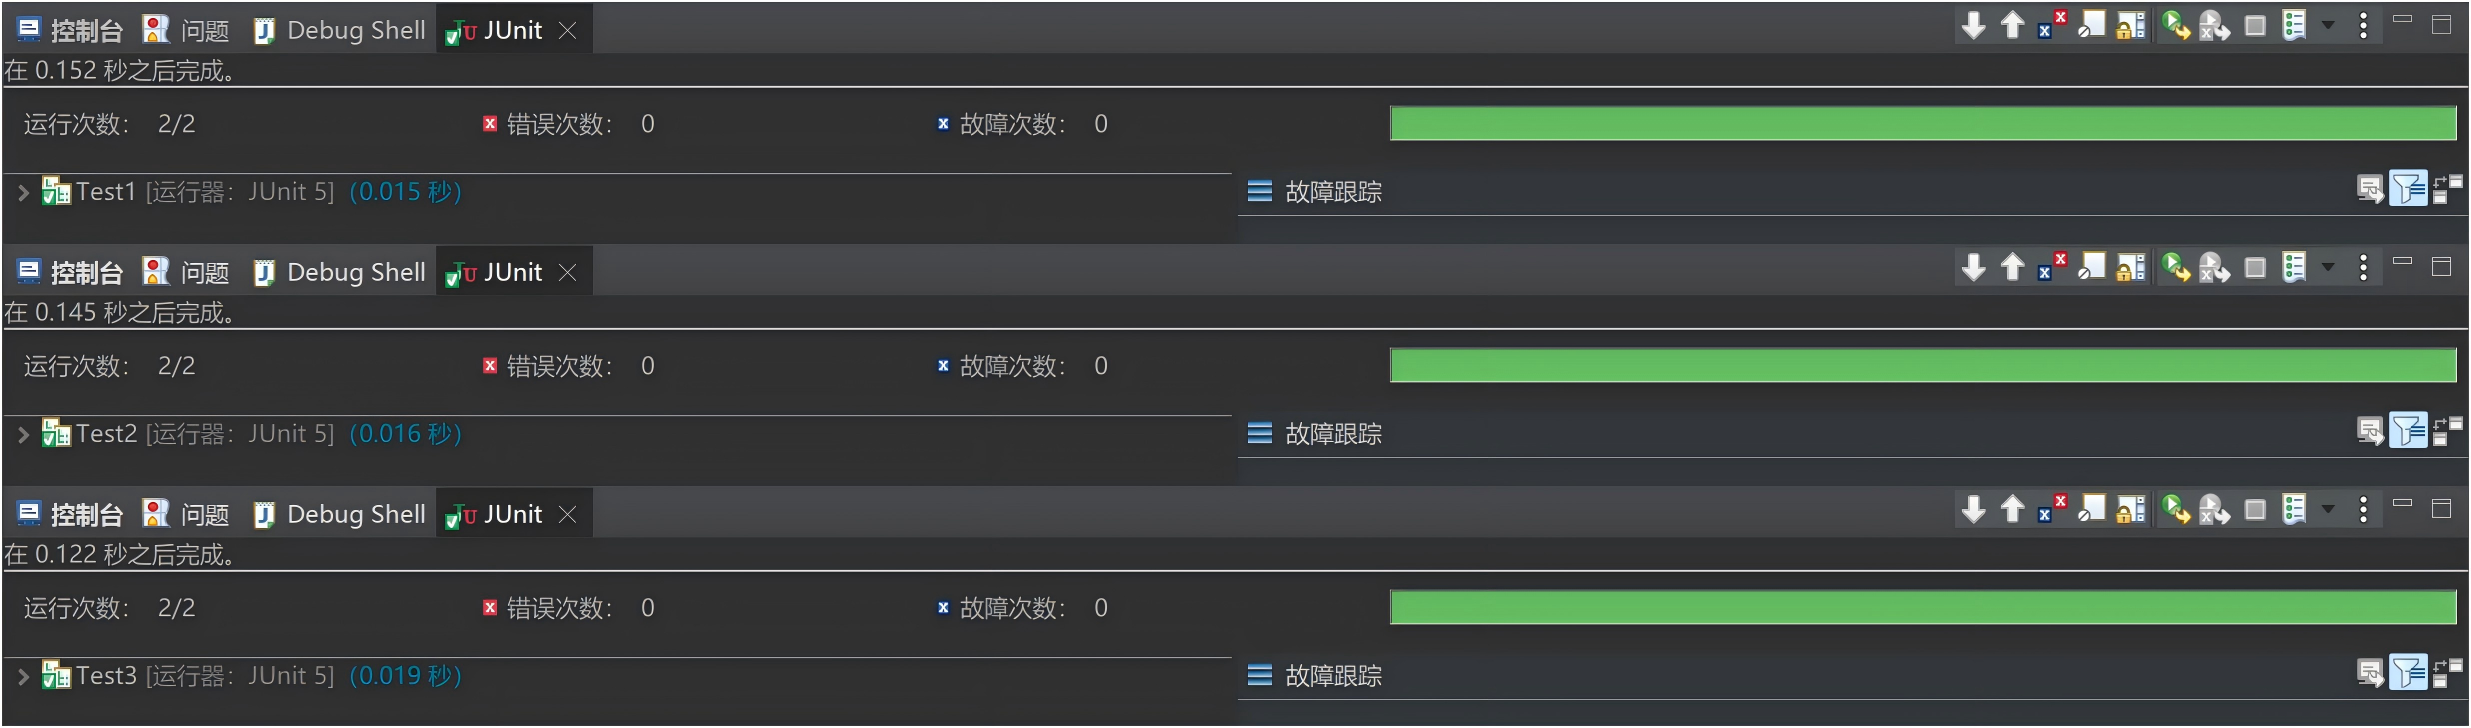 控制台 问题 Debug Shell JUnit
在 0.152 秒之后完成。
运行次数： 2/2 错误次数： 0 故障次数： 0
Test1 [运行器：JUnit 5] (0.015 秒) 故障跟踪
控制台 问题 Debug Shell JUnit
在 0.145 秒之后完成。
运行次数： 2/2 错误次数： 0 故障次数： 0
Test2 [运行器：JUnit 5] (0.016 秒) 故障跟踪
控制台 问题 Debug Shell JUnit
在 0.122 秒之后完成。
运行次数： 2/2 错误次数： 0 故障次数： 0
Test3 [运行器：JUnit 5] (0.019 秒) 故障跟踪